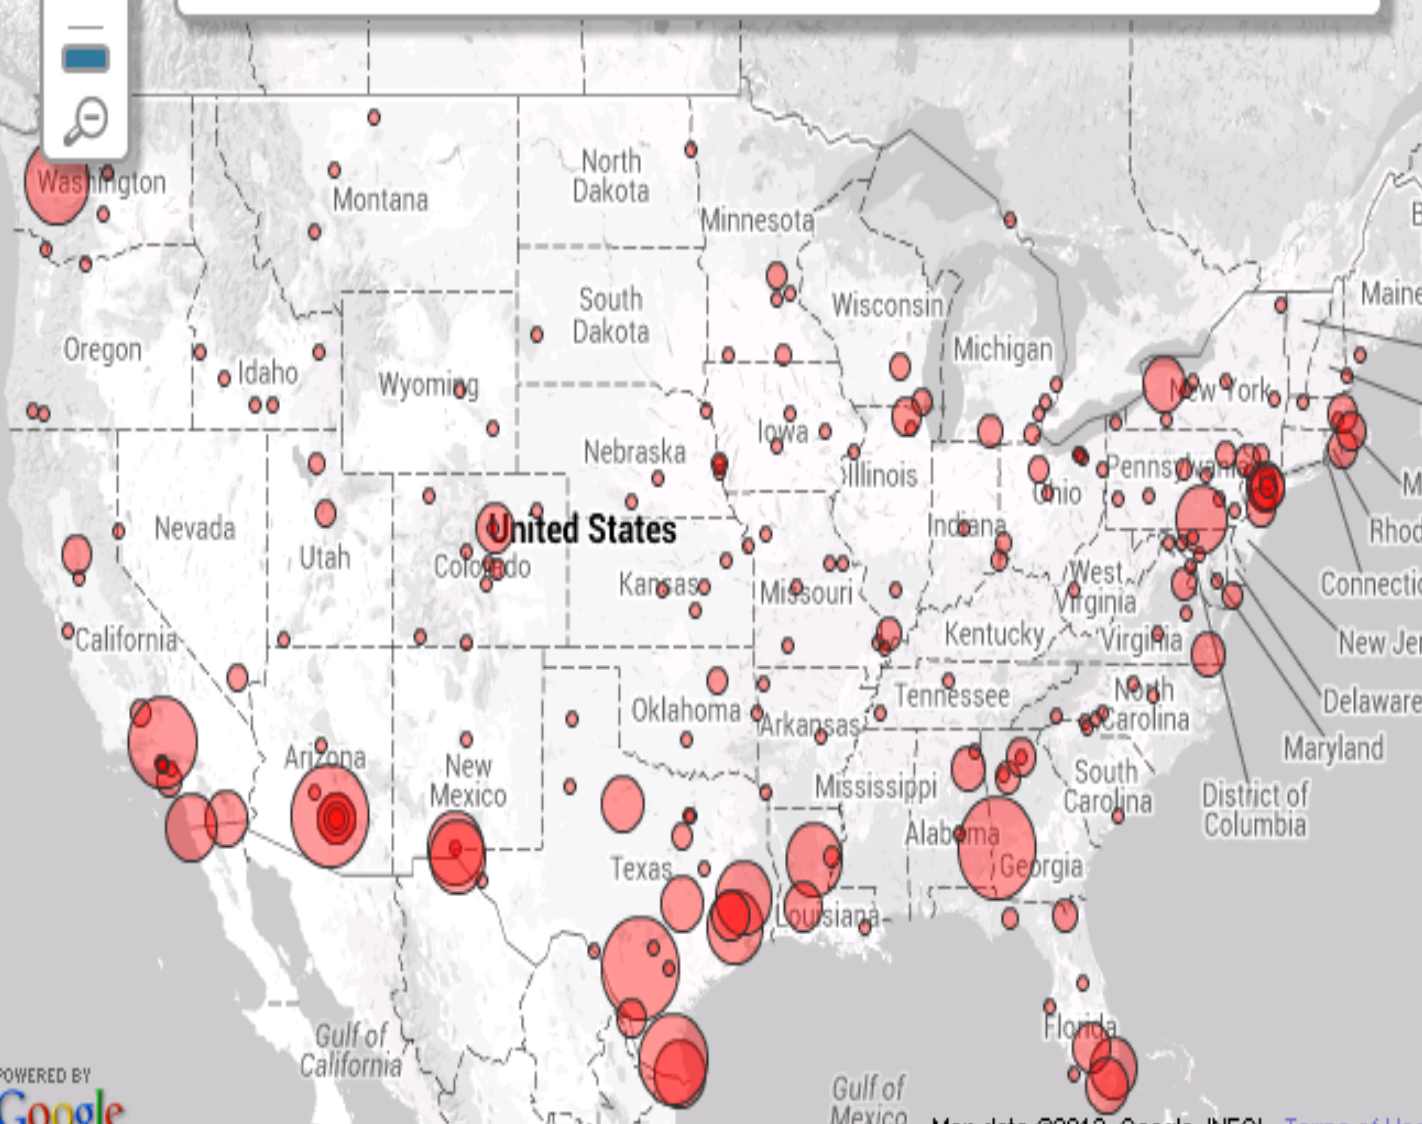 Washington
Montana
North
Dakota
Minnesota
Wisconsin
Michigan
Maine
Oregon
Idaho
Wyoming
South
Dakota
New York
Nebraska
Iowa
Illinois
Ohio
Pennsylvania
Nevada
Utah
Colorado
United States
Kansas
Missouri
Indiana
West
Virginia
Virginia
Kentucky
California
Oklahoma
Arkansas
Tennessee
North
Carolina
Arizona
New
Mexico
Mississippi
South
Carolina
Alabama
Georgia
Texas
Louisiana
Florida
M
Rhod
Connectic
New Jer
Delaware
Maryland
District of
Columbia
Gulf of
California
Gulf of
Mexico
POWERED BY
Google